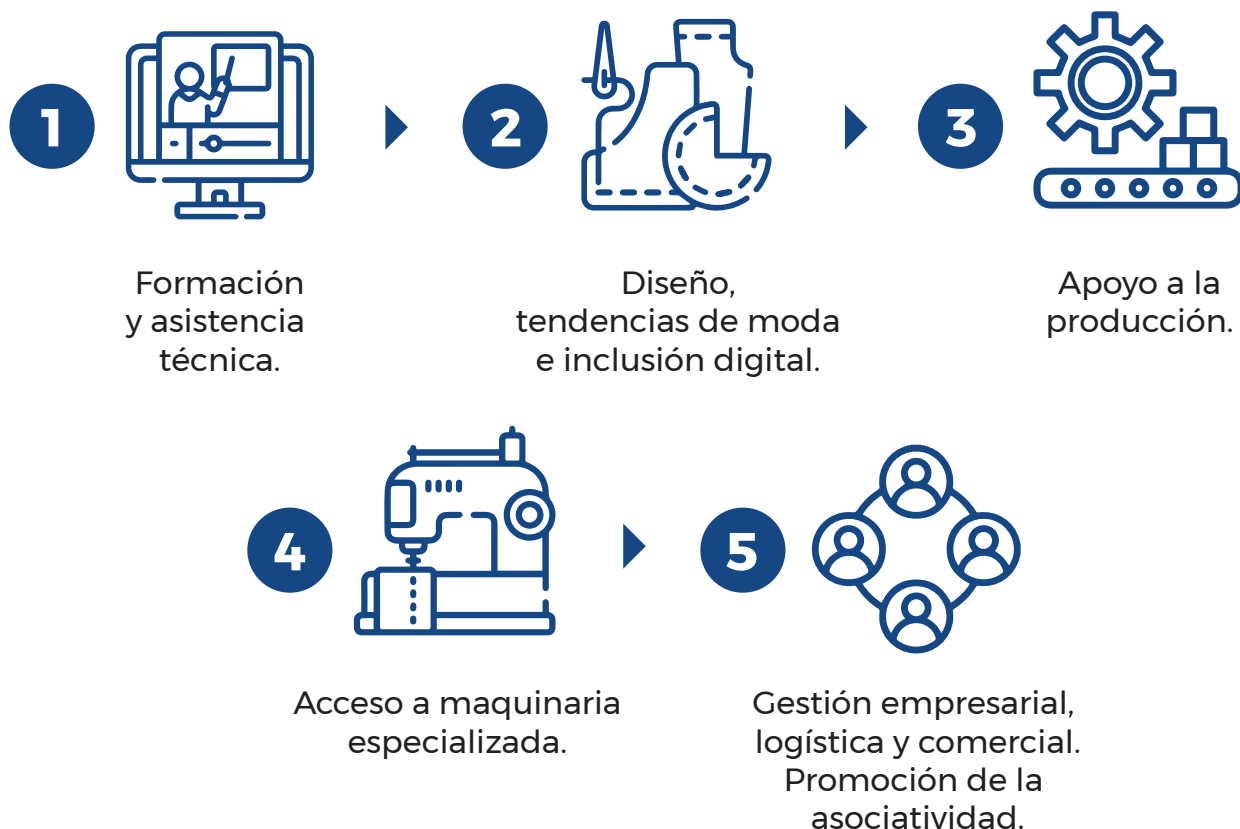 1
Formación
y asistencia
técnica.
2
Diseño,
tendencias de moda
e inclusión digital.
3
Apoyo a la
producción.
4
Acceso a maquinaria
especializada.
5
Gestión empresarial,
logística y comercial.
Promoción de la
asociatividad.